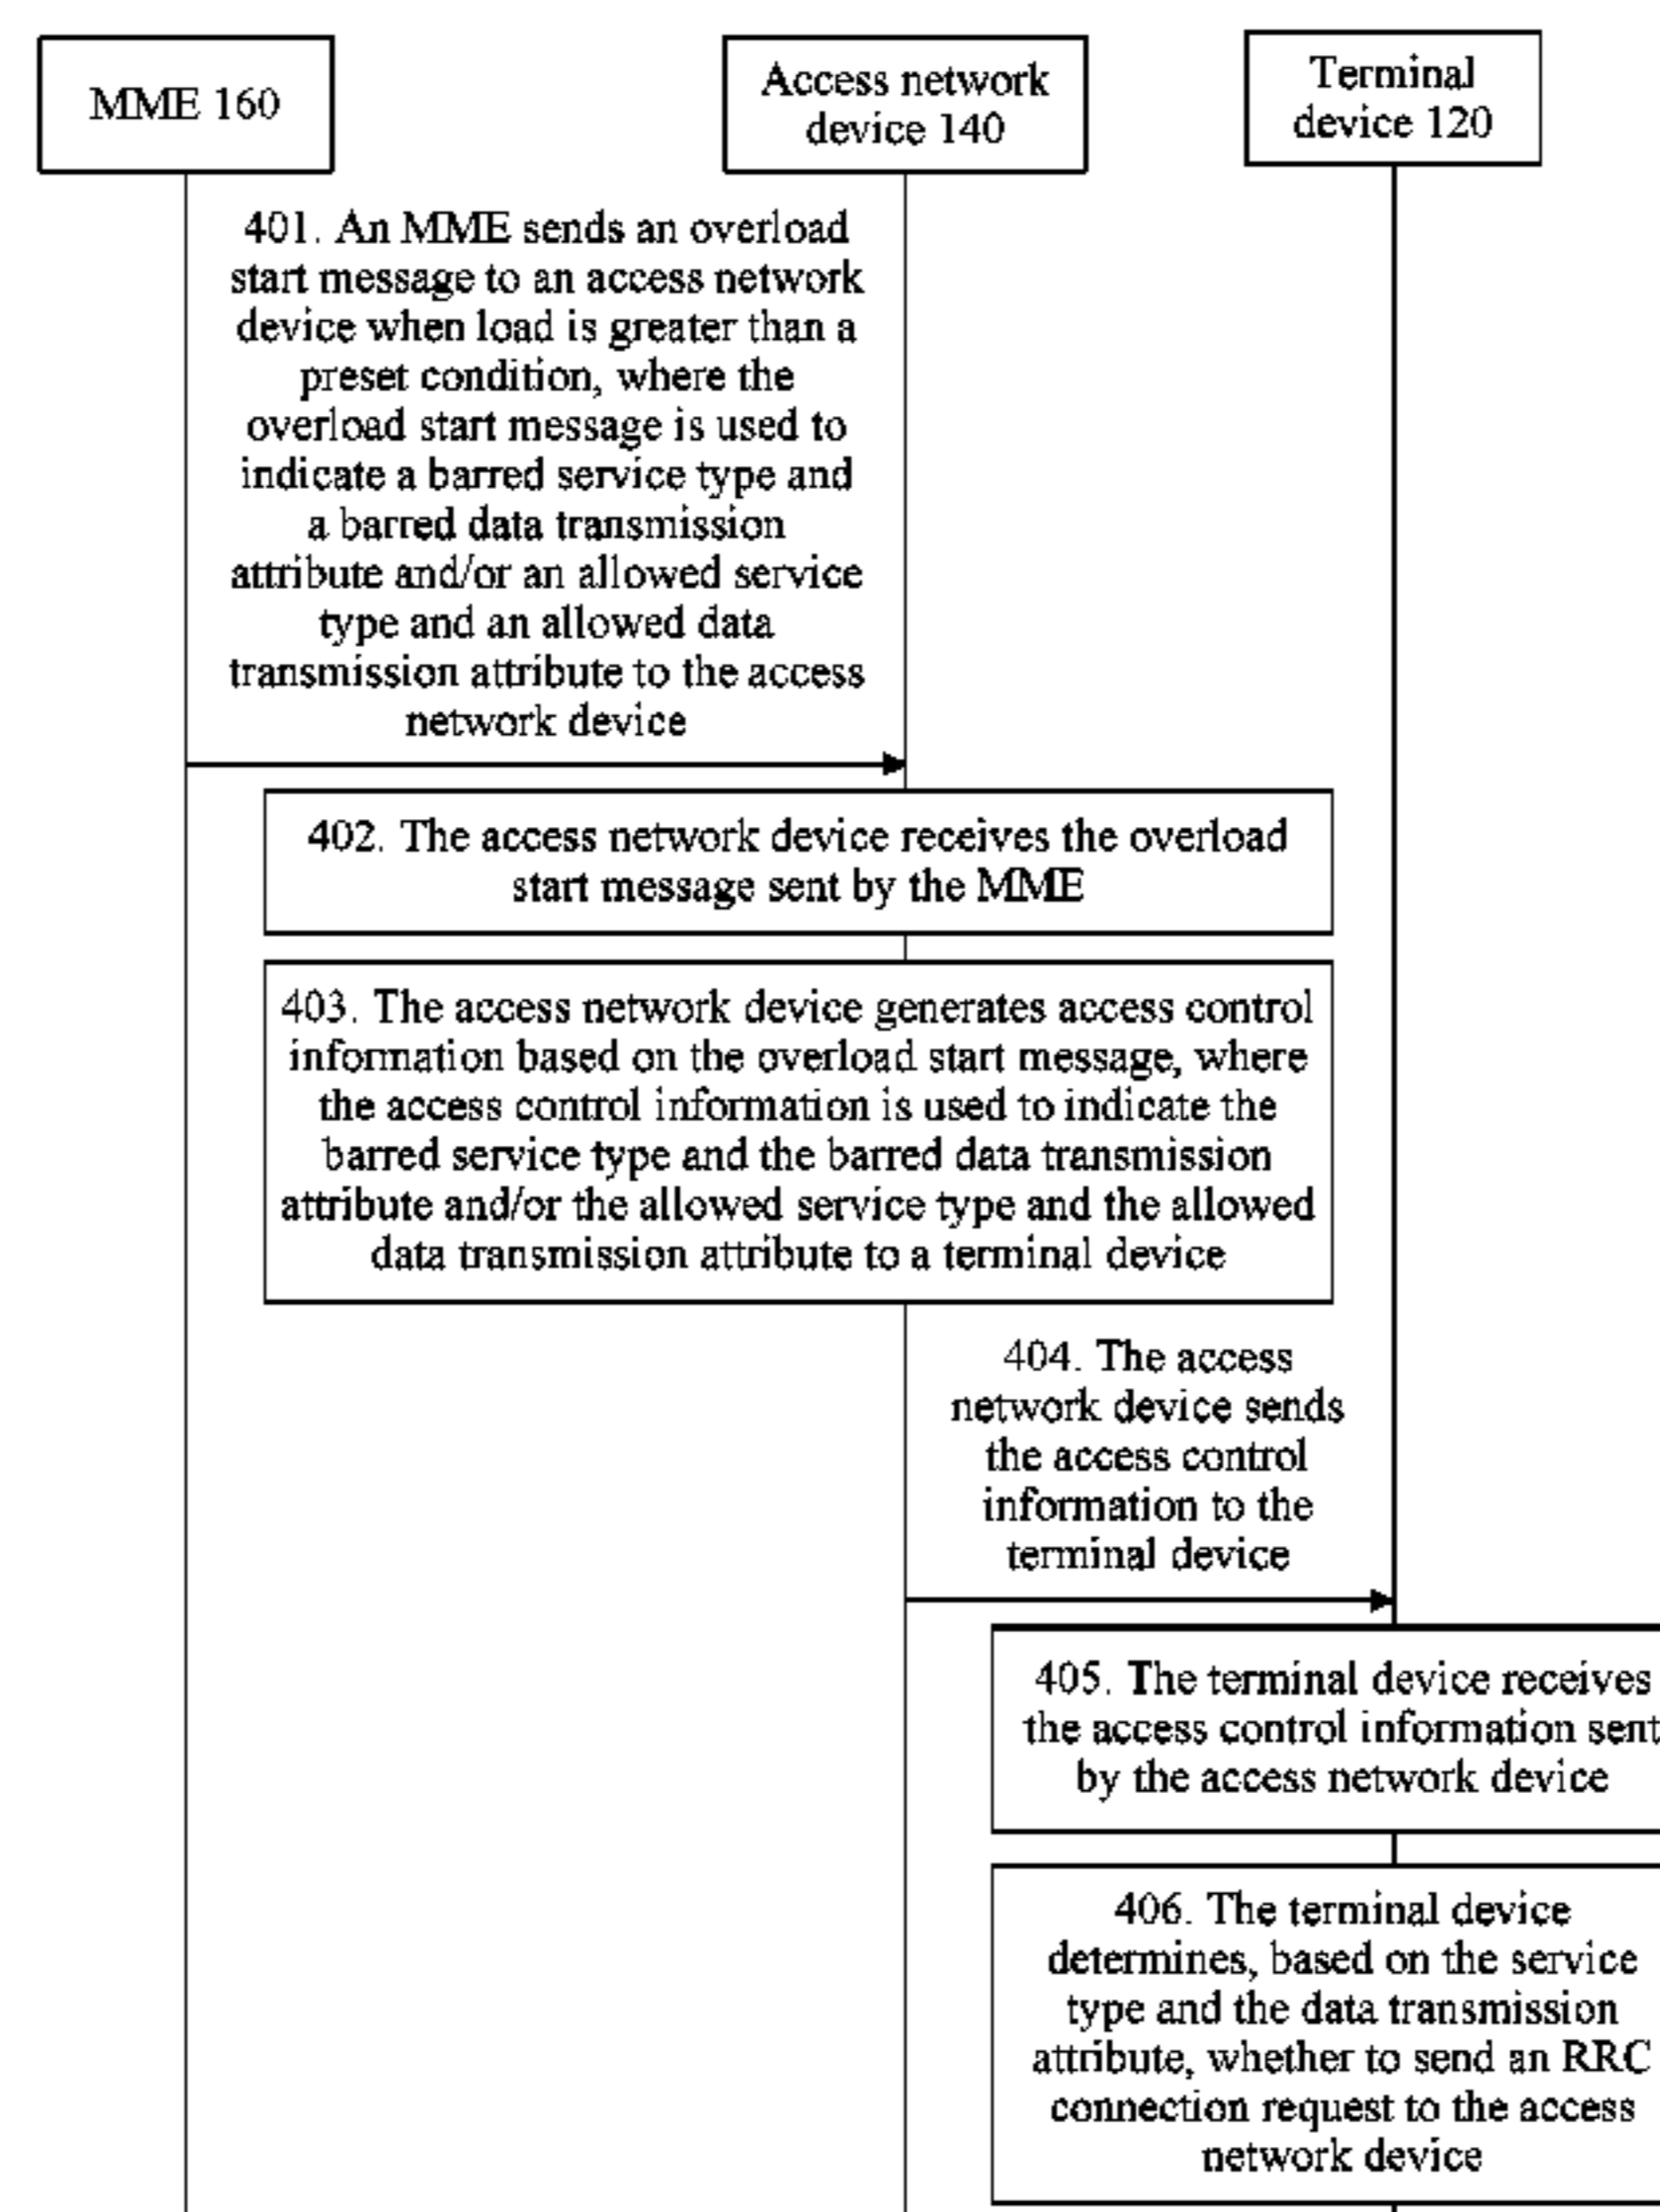 MME 160
Access network
device 140
Terminal
device 120
401. An MME sends an overload
start message to an access network
device when load is greater than a
preset condition, where the
overload start message is used to
indicate a barred service type and
a barred data transmission
attribute and/or an allowed service
type and an allowed data
transmission attribute to the access
network device
402. The access network device receives the overload
start message sent by the MME
403. The access network device generates access control
information based on the overload start message, where
the access control information is used to indicate the
barred service type and the barred data transmission
attribute and/or the allowed service type and the allowed
data transmission attribute to a terminal device
404. The access
network device sends
the access control
information to the
terminal device
405. The terminal device receives
the access control information sent
by the access network device
406. The terminal device
determines, based on the service
type and the data transmission
attribute, whether to send an RRC
connection request to the access
network device